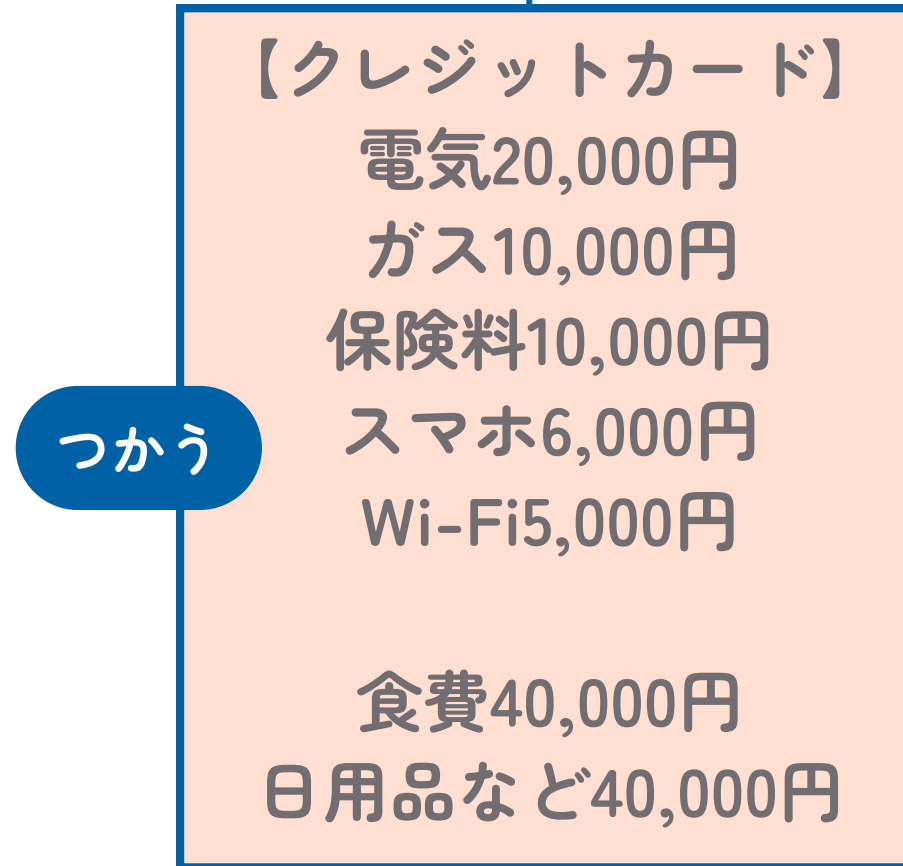 【クレジットカード】
電気20,000円
ガス10,000円
保険料10,000円
スマホ6,000円
つかう
Wi-Fi5,000円
食費40,000円
日用品など40,000円